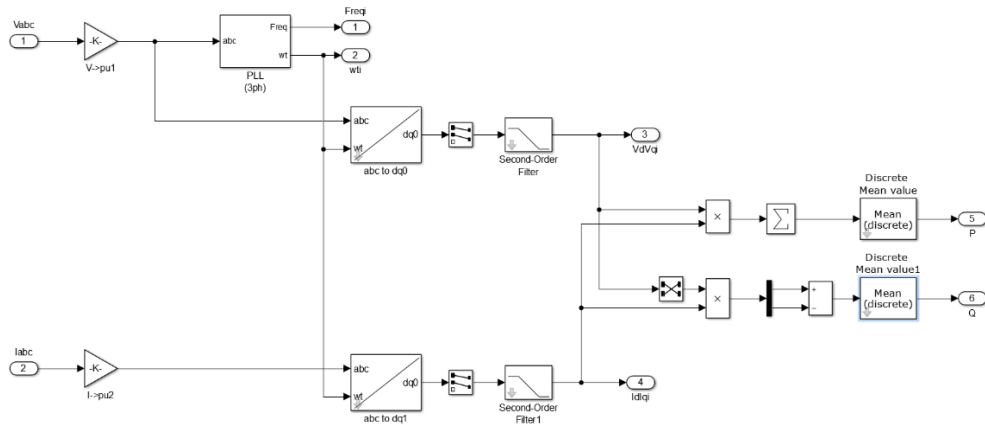 Vabc
1
-K-
V->pu1
abc
Freq
wt
PLL
(3ph)
Freqi
1
2
wti
abc
wt
dq0
abc to dq0
Second-Order
Filter
3
VdVqi
×
Σ
Discrete
Mean value
Mean
(discrete)
5
P
×
+
−
Discrete
Mean value1
Mean
(discrete)
6
Q
Iabc
2
-K-
I->pu2
abc
wt
dq0
abc to dq1
Second-Order
Filter1
4
IdIqi